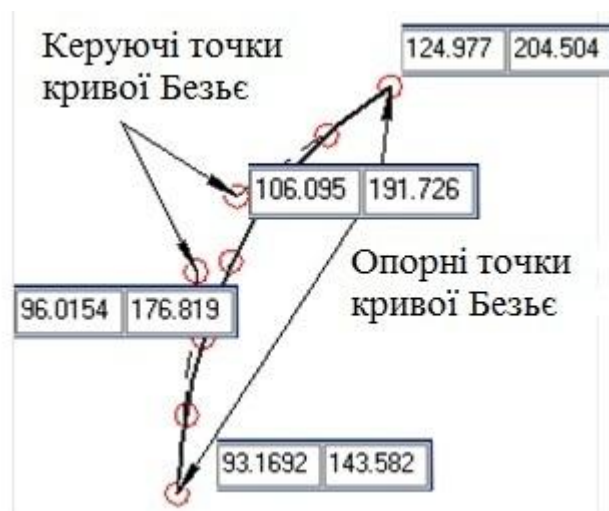 Керуючі точки
кривої Безьє
124.977 204.504
106.095 191.726
Опорні точки
кривої Безьє
96.0154 176.819
93.1692 143.582